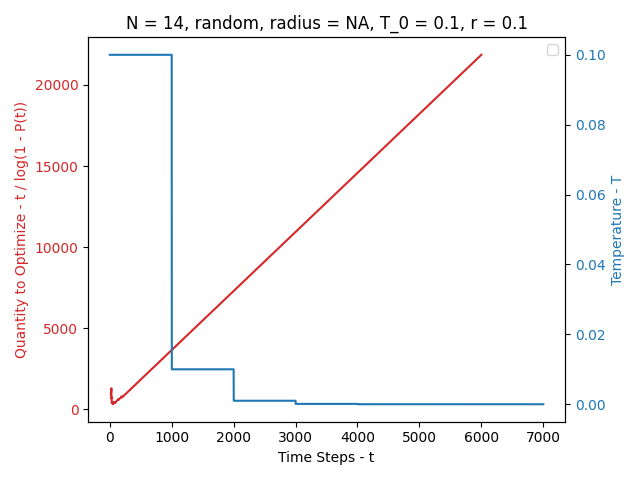 N = 14, random, radius = NA, T_0 = 0.1, r = 0.1
Quantity to Optimize - t / log(1 - P(t))
20000
15000
10000
5000
0
0.10
0.08
0.06
0.04
0.02
0.00
Temperature - T
0 1000 2000 3000 4000 5000 6000 7000
Time Steps - t